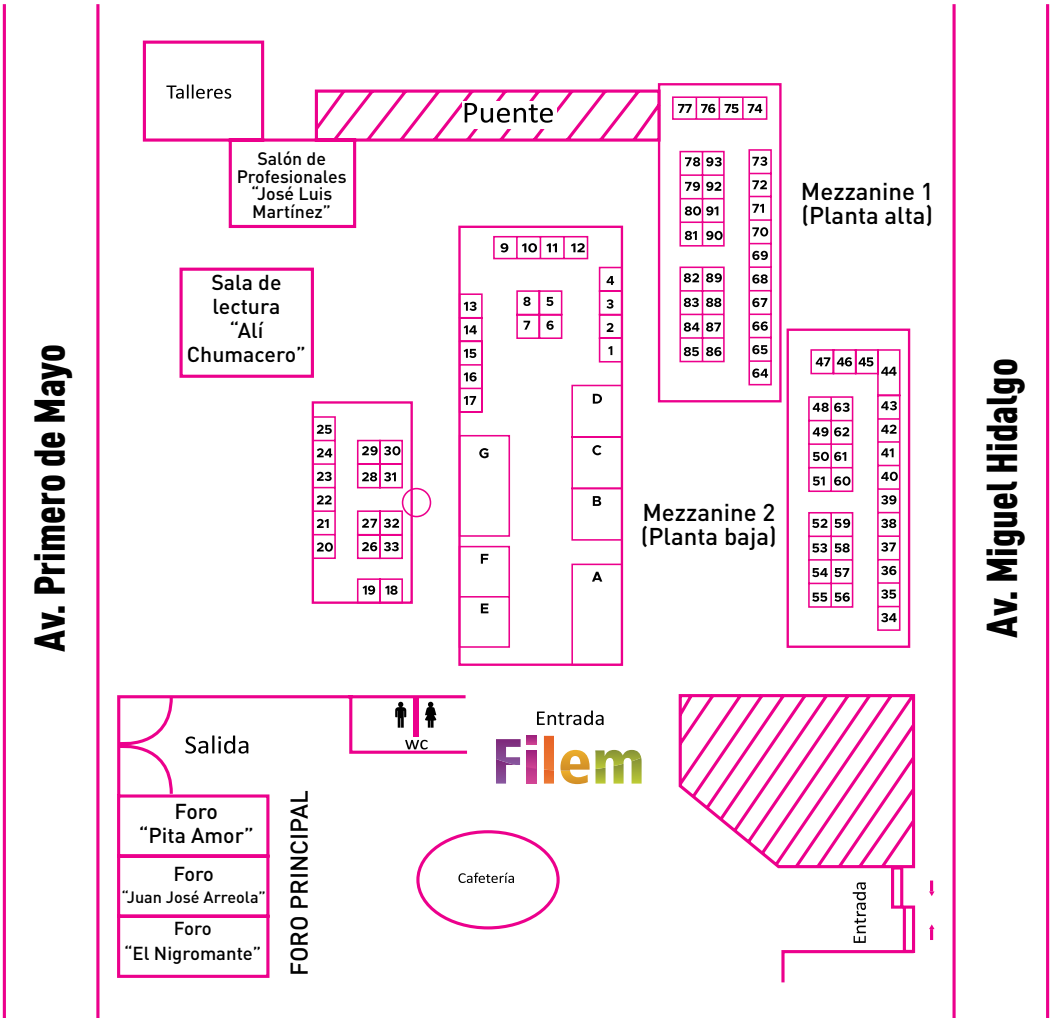 Av. Primero de Mayo
Talleres
Puente
Salón de
Profesionales
“José Luis
Martínez”
Sala de
lectura
“Alí
Chumacero”
77 76 75 74
78 93
79 92
80 91
81 90
82 89
83 88
84 87
85 86
73
72
71
70
69
68
67
66
65
64
Mezzanine 1
(Planta alta)
9 10 11 12
4
3
2
1
8 5
7 6
13
14
15
16
17
D
C
B
A
G
F
E
25
24
23
22
21
20
29 30
28 31
27 32
26 33
19 18
Mezzanine 2
(Planta baja)
47 46 45 44
48 63
49 62
50 61
51 60
52 59
53 58
54 57
55 56
43
42
41
40
39
38
37
36
35
34
Av. Miguel Hidalgo
Salida
wc
Entrada
Filem
Foro
“Pita Amor”
Foro
“Juan José Arreola”
Foro
“El Nigromante”
FORO PRINCIPAL
Cafetería
Entrada